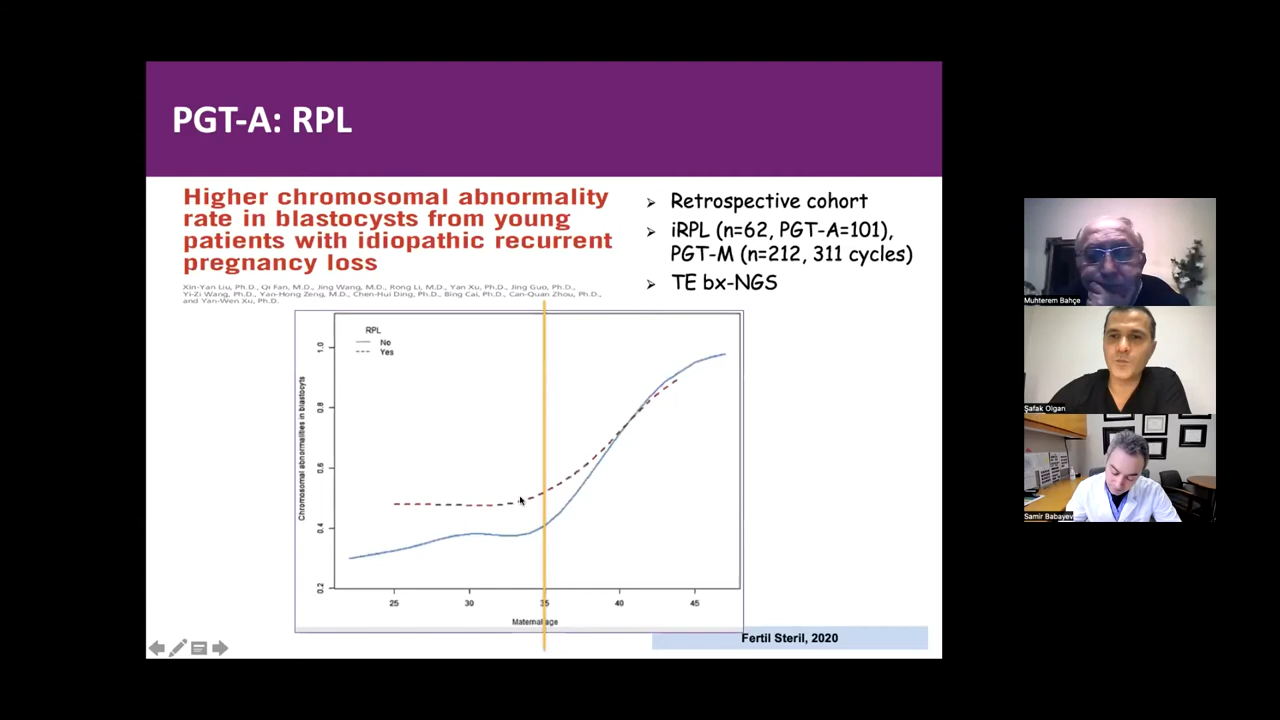 PGT-A: RPL
Higher chromosomal abnormality
rate in blastocysts from young
patients with idiopathic recurrent
pregnancy loss
Xin-Yan Liu, Ph.D., Qi Fan, M.D., Jing Wang, M.D., Rong Li, M.D., Yan Xu, Ph.D., Jing Guo, Ph.D.,
Yi-Zi Wang, Ph.D., Yan-Hong Zeng, M.D., Chen-Hui Ding, Ph.D., Bing Cai, Ph.D., Can-Quan Zhou, Ph.D.,
and Yan-Wen Xu, Ph.D.
➢ Retrospective cohort
➢ iRPL (n=62, PGT-A=101),
PGT-M (n=212, 311 cycles)
➢ TE bx-NGS
RPL
No
Yes
Chromosomal abnormalities in blastocyts
1.0
0.8
0.6
0.4
0.2
25 30 35 40 45
Maternal age
Fertil Steril, 2020
Muhterem Bahçe
Şafak Olgan
Samir Babayev